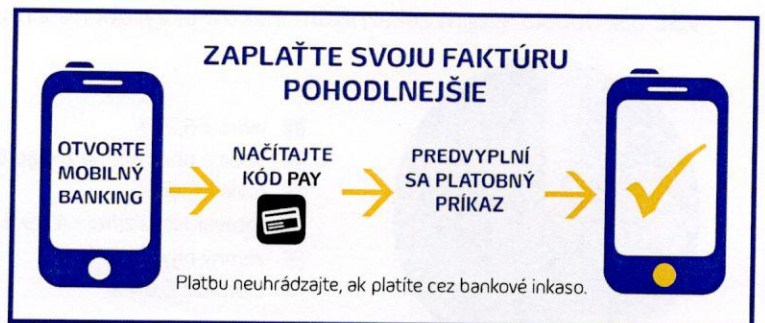 ZAPLAŤTE SVOJU FAKTÚRU
POHODLNEJŠIE
OTVORTE
MOBILNÝ
BANKING
NAČÍTAJTE
KÓD PAY
PREDVYPLNÍ
SA PLATOBNÝ
PRÍKAZ
Platbu neuhrádzajte, ak platíte cez bankové inkaso.